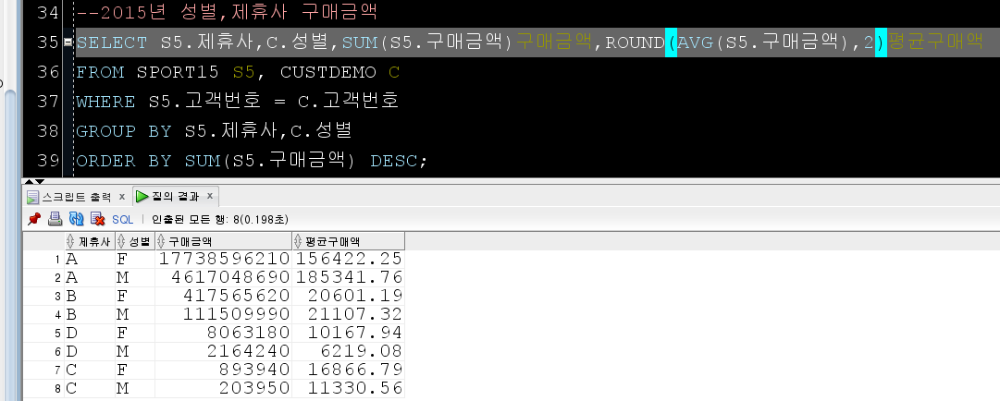 34 --2015년 성별,제휴사 구매금액
35 SELECT S5.제휴사,C.성별,SUM(S5.구매금액)구매금액,ROUND(AVG(S5.구매금액),2)평균구매액
36 FROM SPORT15 S5, CUSTDEMO C
37 WHERE S5.고객번호 = C.고객번호
38 GROUP BY S5.제휴사,C.성별
39 ORDER BY SUM(S5.구매금액) DESC;
스크립트 출력 x 질의 결과 x
SQL | 인출된 모든 행: 8(0.198초)
제휴사 성별 구매금액 평균구매액
1 A F 17738596210 156422.25
2 A M 4617048690 185341.76
3 B F 417565620 20601.19
4 B M 111509990 21107.32
5 D F 8063180 10167.94
6 D M 2164240 6219.08
7 C F 893940 16866.79
8 C M 203950 11330.56